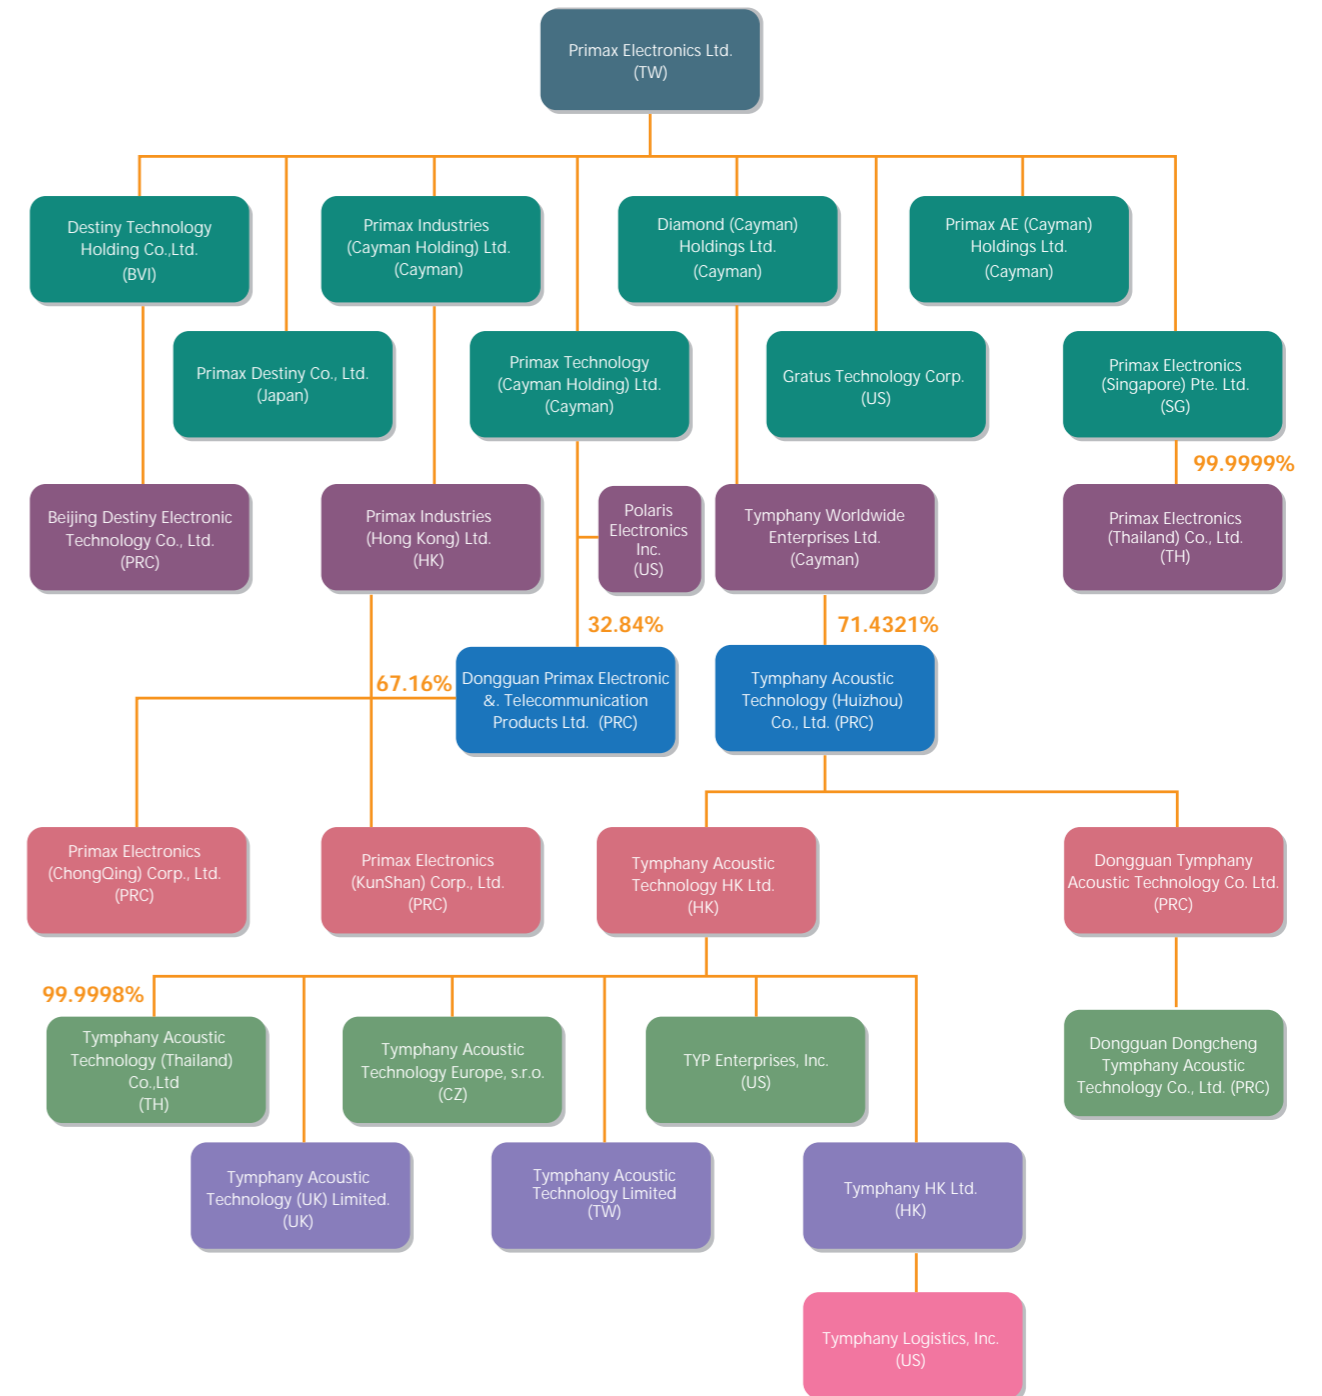 Primax Electronics Ltd.
(TW)
Destiny Technology
Holding Co.,Ltd.
(BVI)
Primax Industries
(Cayman Holding) Ltd.
(Cayman)
Diamond (Cayman)
Holdings Ltd.
(Cayman)
Primax AE (Cayman)
Holdings Ltd.
(Cayman)
Primax Destiny Co., Ltd.
(Japan)
Primax Technology
(Cayman Holding) Ltd.
(Cayman)
Gratus Technology Corp.
(US)
Primax Electronics
(Singapore) Pte. Ltd.
(SG)
99.9999%
Beijing Destiny Electronic
Technology Co., Ltd.
(PRC)
Primax Industries
(Hong Kong) Ltd.
(HK)
Polaris
Electronics
Inc.
(US)
Tymphany Worldwide
Enterprises Ltd.
(Cayman)
Primax Electronics
(Thailand) Co., Ltd.
(TH)
32.84%
71.4321%
67.16%
Dongguan Primax Electronic
&. Telecommunication
Products Ltd.  (PRC)
Tymphany Acoustic
Technology (Huizhou)
Co., Ltd. (PRC)
Primax Electronics
(ChongQing) Corp., Ltd.
(PRC)
Primax Electronics
(KunShan) Corp., Ltd.
(PRC)
Tymphany Acoustic
Technology HK Ltd.
(HK)
Dongguan Tymphany
Acoustic Technology Co. Ltd.
(PRC)
99.9998%
Tymphany Acoustic
Technology (Thailand)
Co.,Ltd
(TH)
Tymphany Acoustic
Technology Europe, s.r.o.
(CZ)
TYP Enterprises, Inc.
(US)
Dongguan Dongcheng
Tymphany Acoustic
Technology Co., Ltd. (PRC)
Tymphany Acoustic
Technology (UK) Limited.
(UK)
Tymphany Acoustic
Technology Limited
(TW)
Tymphany HK Ltd.
(HK)
Tymphany Logistics, Inc.
(US)